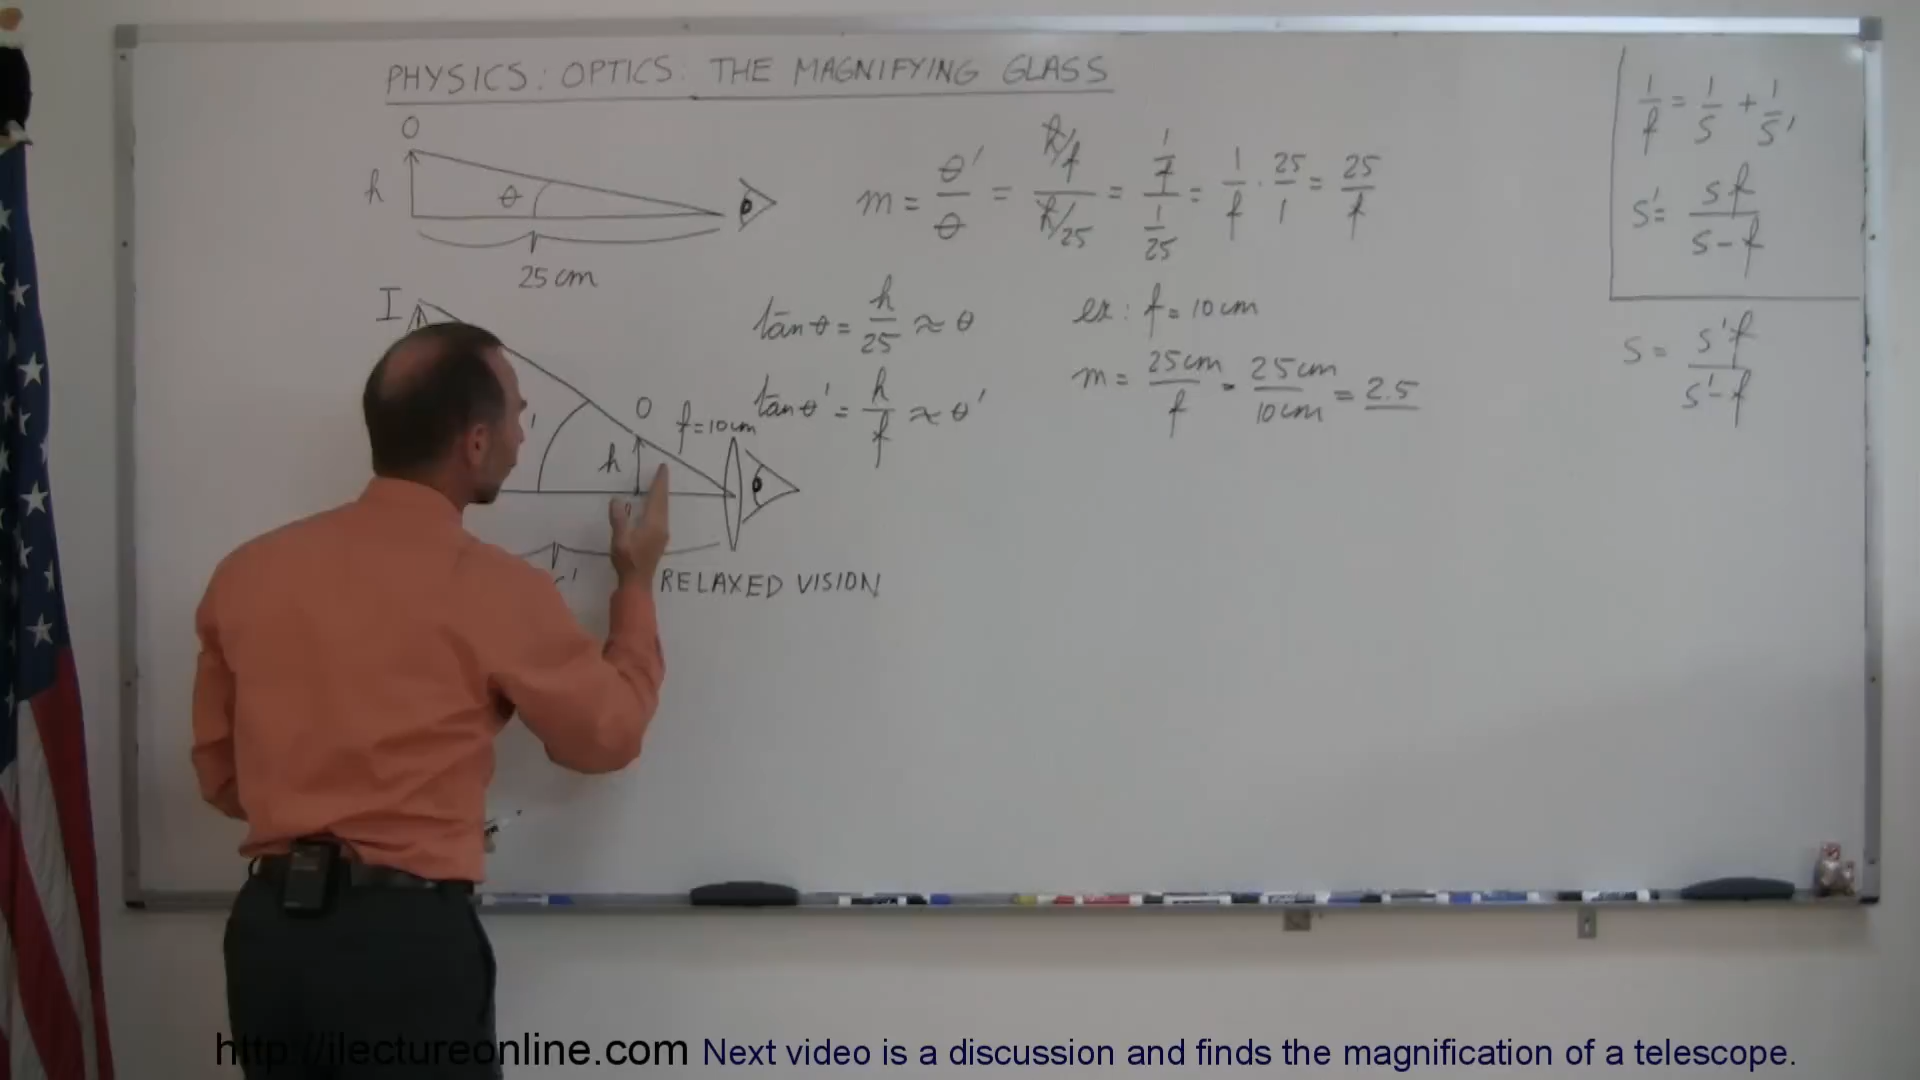 PHYSICS: OPTICS: THE MAGNIFYING GLASS
O
h
θ
25 cm
m = θ'/θ = (h/f)/(h/25) = (1/f)/(1/25) = 1/f · 25/1 = 25/f
1/f = 1/s + 1/s'
s' = sf/(s-f)
s = s'f/(s'-f)
I
tan θ = h/25 ≈ θ
ex: f = 10 cm
tan θ' = h/f ≈ θ'
m = 25cm/f = 25cm/10cm = 2.5
O
f=10cm
h
RELAXED VISION
http://ilectureonline.com Next video is a discussion and finds the magnification of a telescope.